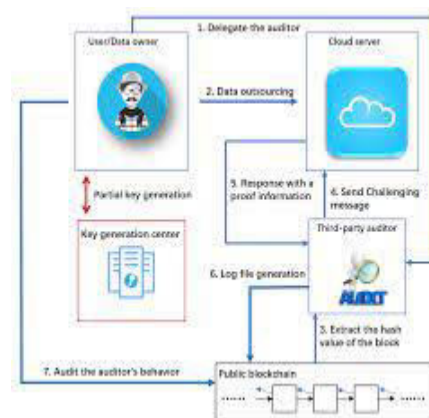 1. Delegate the auditor
User/Data owner
Cloud server
2. Data outsourcing
Partial key generation
5. Response with a
proof information
4. Send Challenging
message
Key generation center
Third-party auditor
AUDIT
6. Log file generation
3. Extract the hash
value of the block
7. Audit the auditor's behavior
Public blockchain